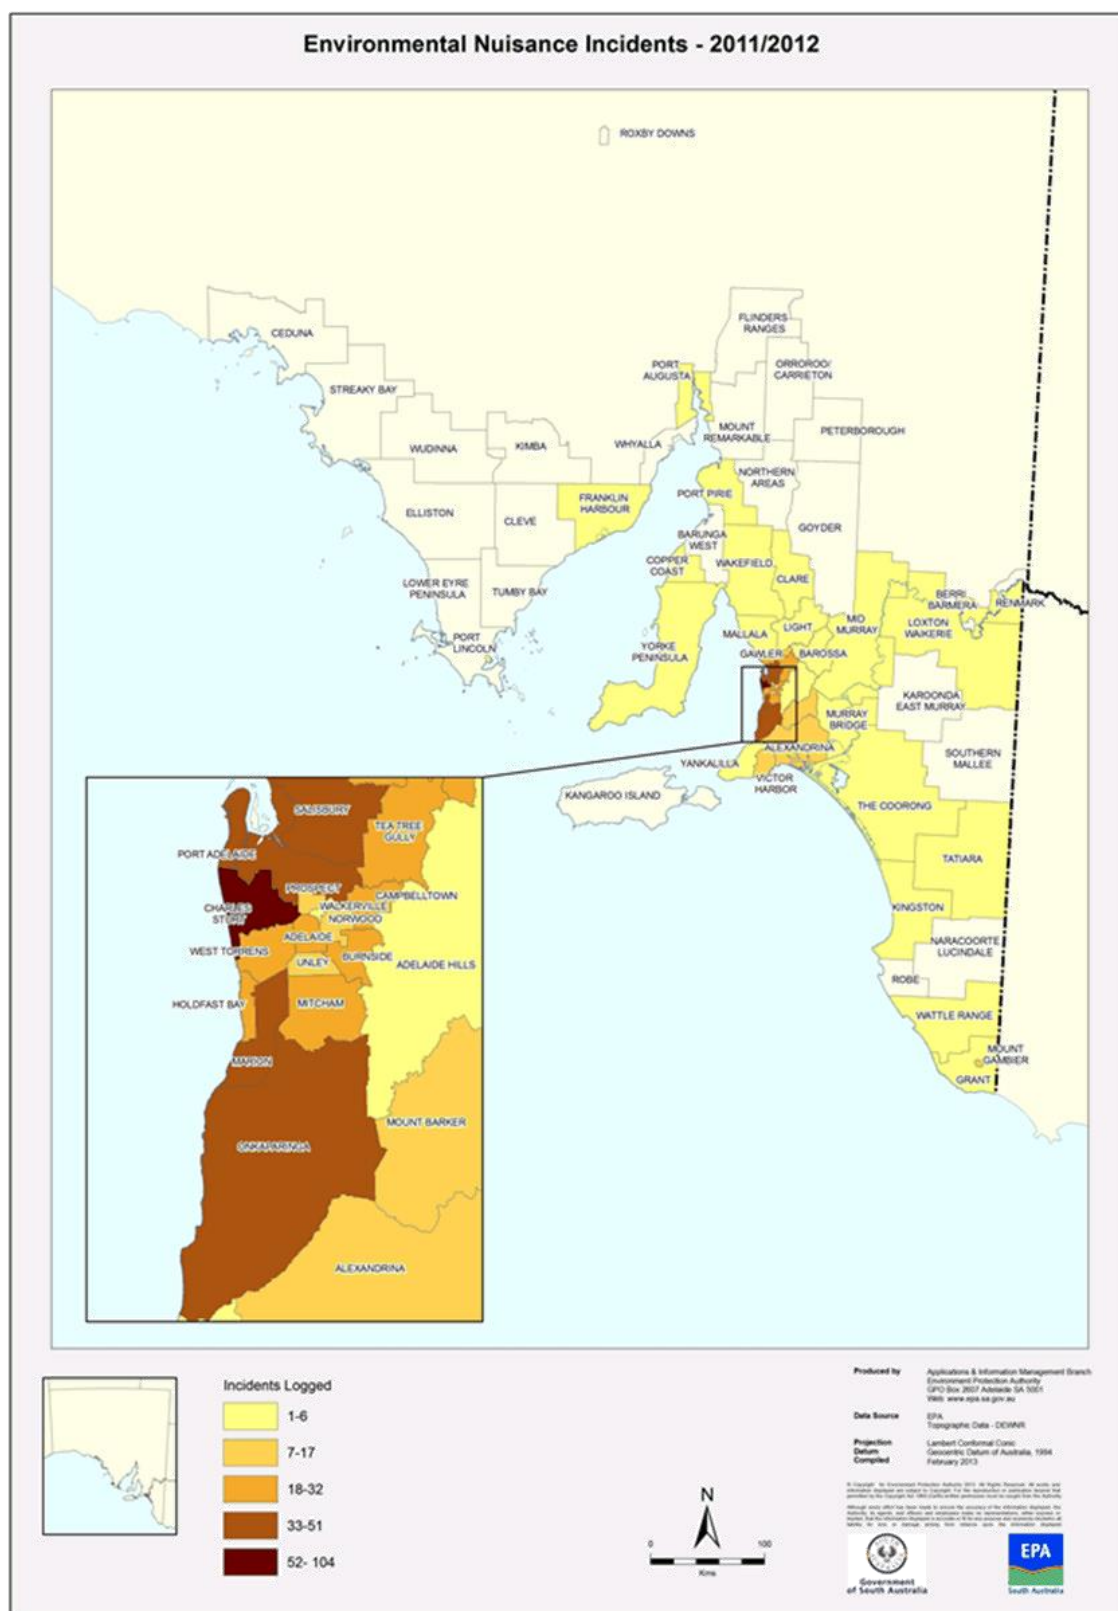 Environmental Nuisance Incidents - 2011/2012
ROXBY DOWNS
CEDUNA
FLINDERS
RANGES
PORT
AUGUSTA
ORROROO/
CARRIETON
STREAKY BAY
MOUNT
REMARKABLE
PETERBOROUGH
WUDINNA
KIMBA
WHYALLA
NORTHERN
AREAS
FRANKLIN
HARBOUR
PORT PIRIE
ELLISTON
CLEVE
GOYDER
BARUNGA
WEST
COPPER
COAST
WAKEFIELD
CLARE
LOWER EYRE
PENINSULA
TUMBY BAY
BERRI
BARMERA
RENMARK
MID
MURRAY
LOXTON
WAIKERIE
PORT
LINCOLN
MALLALA
LIGHT
YORKE
PENINSULA
GAWLER
BAROSSA
KAROONDA
EAST MURRAY
MURRAY
BRIDGE
ALEXANDRINA
SOUTHERN
MALLEE
YANKALILLA
VICTOR
HARBOR
KANGAROO ISLAND
THE COORONG
TATIARA
KINGSTON
NARACOORTE
LUCINDALE
ROBE
WATTLE RANGE
MOUNT
GAMBIER
GRANT
SALISBURY
TEA TREE
GULLY
PORT ADELAIDE
PROSPECT
CAMPBELLTOWN
CHARLES
STURT
WALKERVILLE
NORWOOD
ADELAIDE
WEST TORRENS
UNLEY
BURNSIDE
ADELAIDE HILLS
HOLDFAST BAY
MITCHAM
MARION
MOUNT BARKER
ONKAPARINGA
ALEXANDRINA
Incidents Logged
1-6
7-17
18-32
33-51
52- 104
N
0 100
Kms
Produced by Applications & Information Management Branch
Environment Protection Authority
GPO Box 2607 Adelaide SA 5001
Web: www.epa.sa.gov.au
Data Source EPA
Topographic Data - DEWNR
Projection Lambert Conformal Conic
Datum Geocentric Datum of Australia, 1994
Compiled February 2013
Government
of South Australia
EPA
South Australia